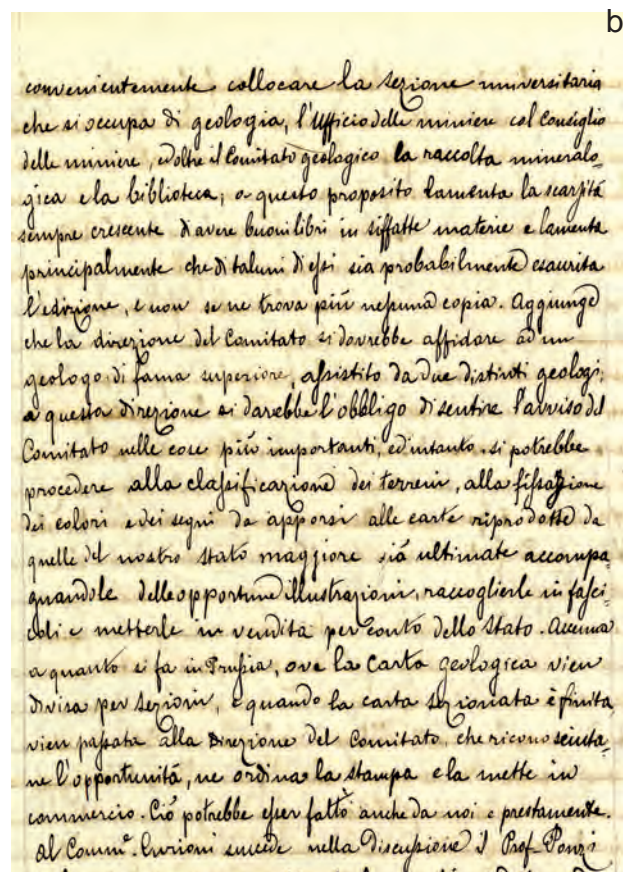 b
convenientemente collocare la sezione universitaria
che si occupa di geologia, l'Ufficio delle miniere col Consiglio
delle miniere, ed oltre il Comitato geologico la raccolta mineralo-
gica e la biblioteca; a questo proposito lamenta la scarsità
sempre crescente di avere buoni libri in siffatte materie e lamenta
principalmente che di taluni di essi sia probabilmente esaurita
l'edizione, e non se ne trova più nessuna copia. Aggiunge
che la direzione del Comitato si dovrebbe affidare ad un
geologo di fama superiore, assistito da due distinti geologi;
a questa direzione si darebbe l'obbligo di sentire l'avviso del
Comitato nelle cose più importanti, ed intanto si potrebbe
procedere alla classificazione dei terreni, alla fissazione
dei colori e dei segni da apporsi alle carte riprodotte da
quelle del nostro stato maggiore già ultimate accompa-
gnandole delle opportune illustrazioni, raccoglierle in fasci-
coli e metterle in vendita per conto dello Stato. Accenna
a quanto si fa in Prussia, ove la Carta geologica vien
divisa per sezioni, e quando la carta sezionata è finita,
vien passata alla Direzione del Comitato, che riconosciuta-
ne l'opportunità, ne ordina la stampa e la mette in
commercio. Ciò potrebbe esser fatto anche da noi e prestamente.
Al Comm.e Curioni succede nella Discussione il Prof. Ponzi